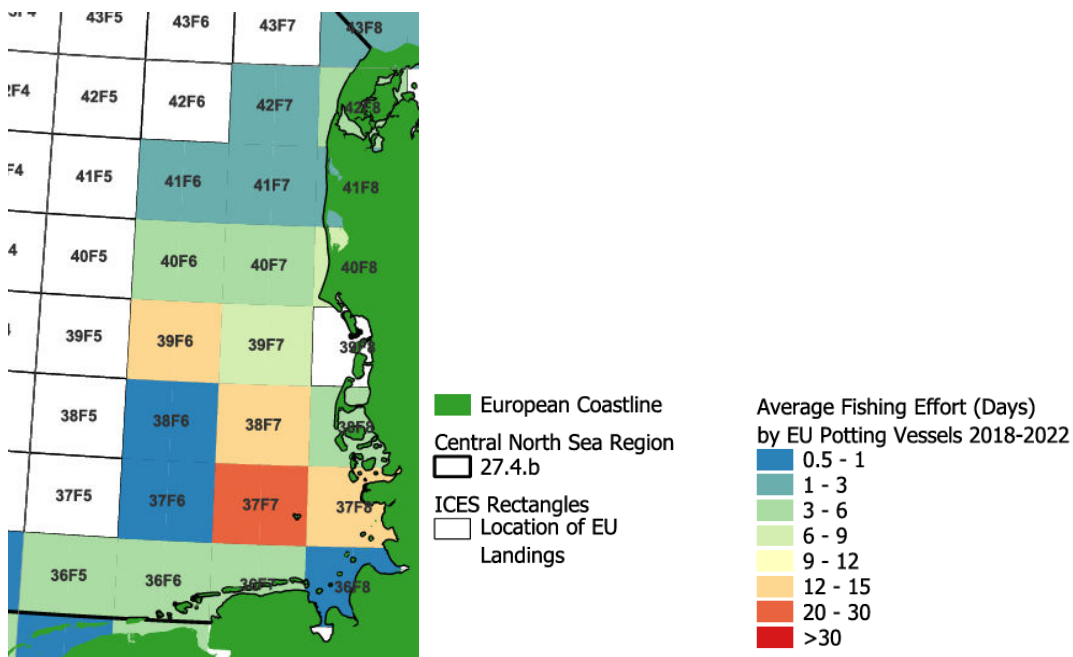 43F5 43F6 43F7 43F8
42F5 42F6 42F7 42F8
41F5 41F6 41F7 41F8
40F5 40F6 40F7 40F8
39F5 39F6 39F7 39F8
38F5 38F6 38F7 38F8
37F5 37F6 37F7 37F8
36F5 36F6 36F7 36F8
European Coastline
Central North Sea Region
27.4.b
ICES Rectangles
Location of EU
Landings
Average Fishing Effort (Days)
by EU Potting Vessels 2018-2022
0.5 - 1
1 - 3
3 - 6
6 - 9
9 - 12
12 - 15
20 - 30
>30